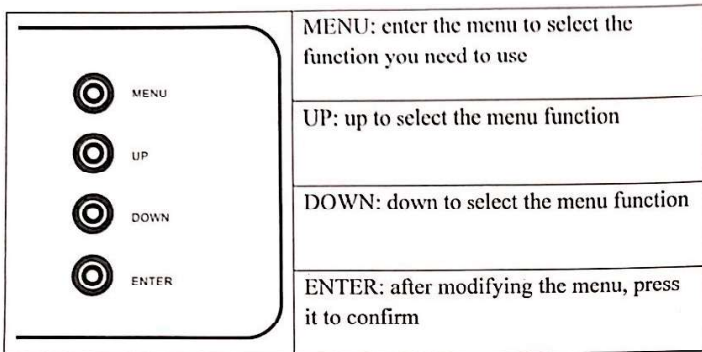 MENU
UP
DOWN
ENTER
MENU: enter the menu to select the
function you need to use
UP: up to select the menu function
DOWN: down to select the menu function
ENTER: after modifying the menu, press
it to confirm